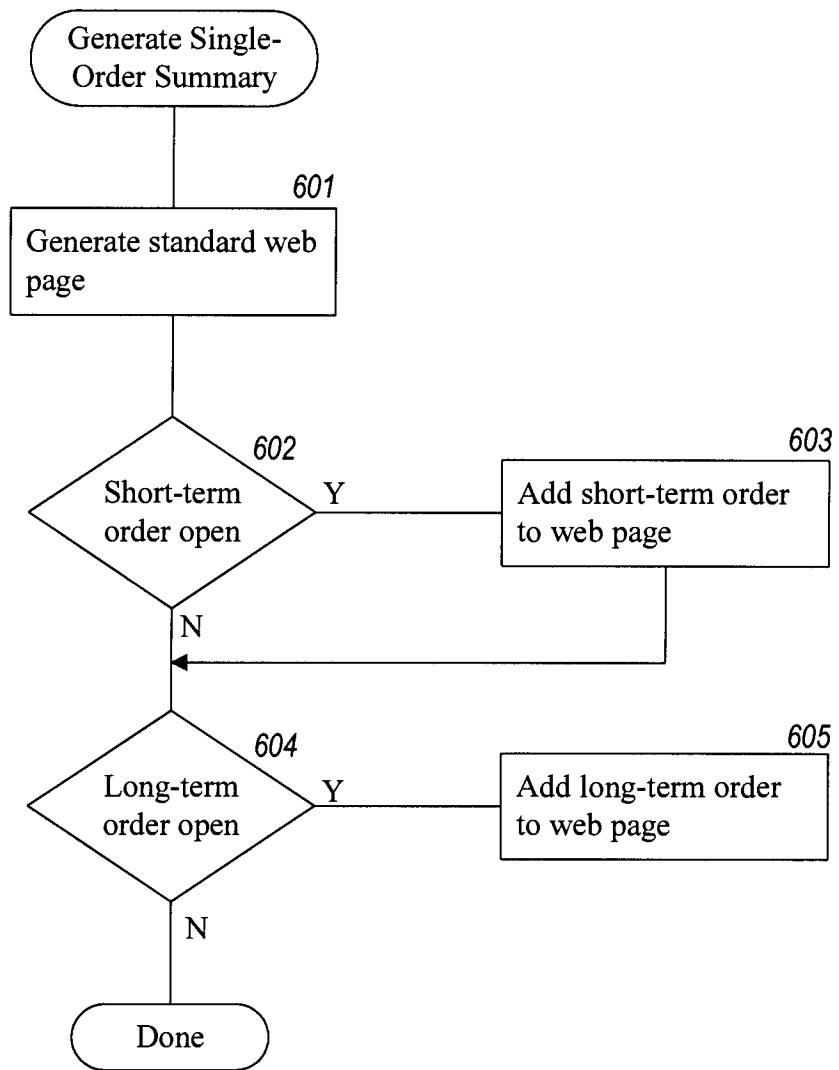 Generate Single-
Order Summary
601
Generate standard web
page
602
Short-term
order open
Y
N
603
Add short-term order
to web page
604
Long-term
order open
Y
N
605
Add long-term order
to web page
Done